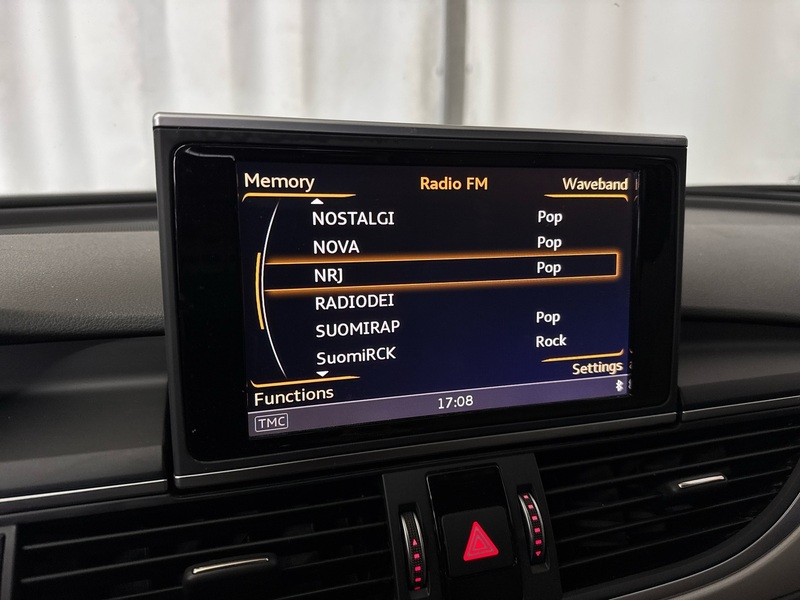 Memory Radio FM Waveband
NOSTALGI Pop
NOVA Pop
NRJ Pop
RADIODEI
SUOMIRAP Pop
SuomiRCK Rock
Functions Settings
TMC 17:08